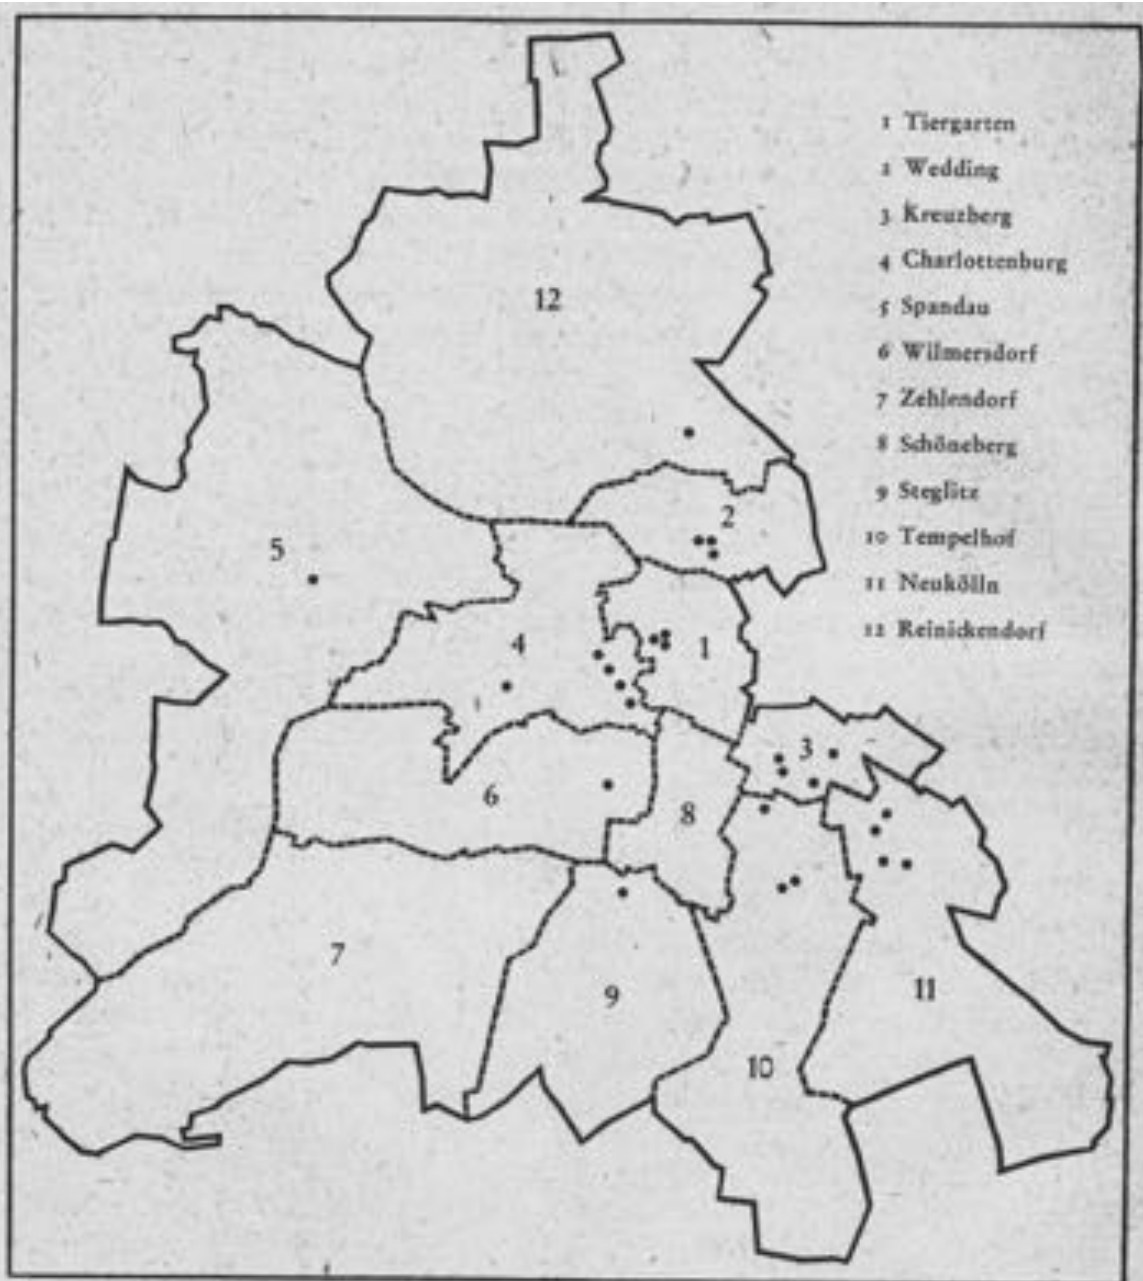 1 Tiergarten
2 Wedding
3 Kreuzberg
4 Charlottenburg
5 Spandau
6 Wilmersdorf
7 Zehlendorf
8 Schöneberg
9 Steglitz
10 Tempelhof
11 Neukölln
12 Reinickendorf
12
2
5
4
1
3
6
8
7
9
11
10